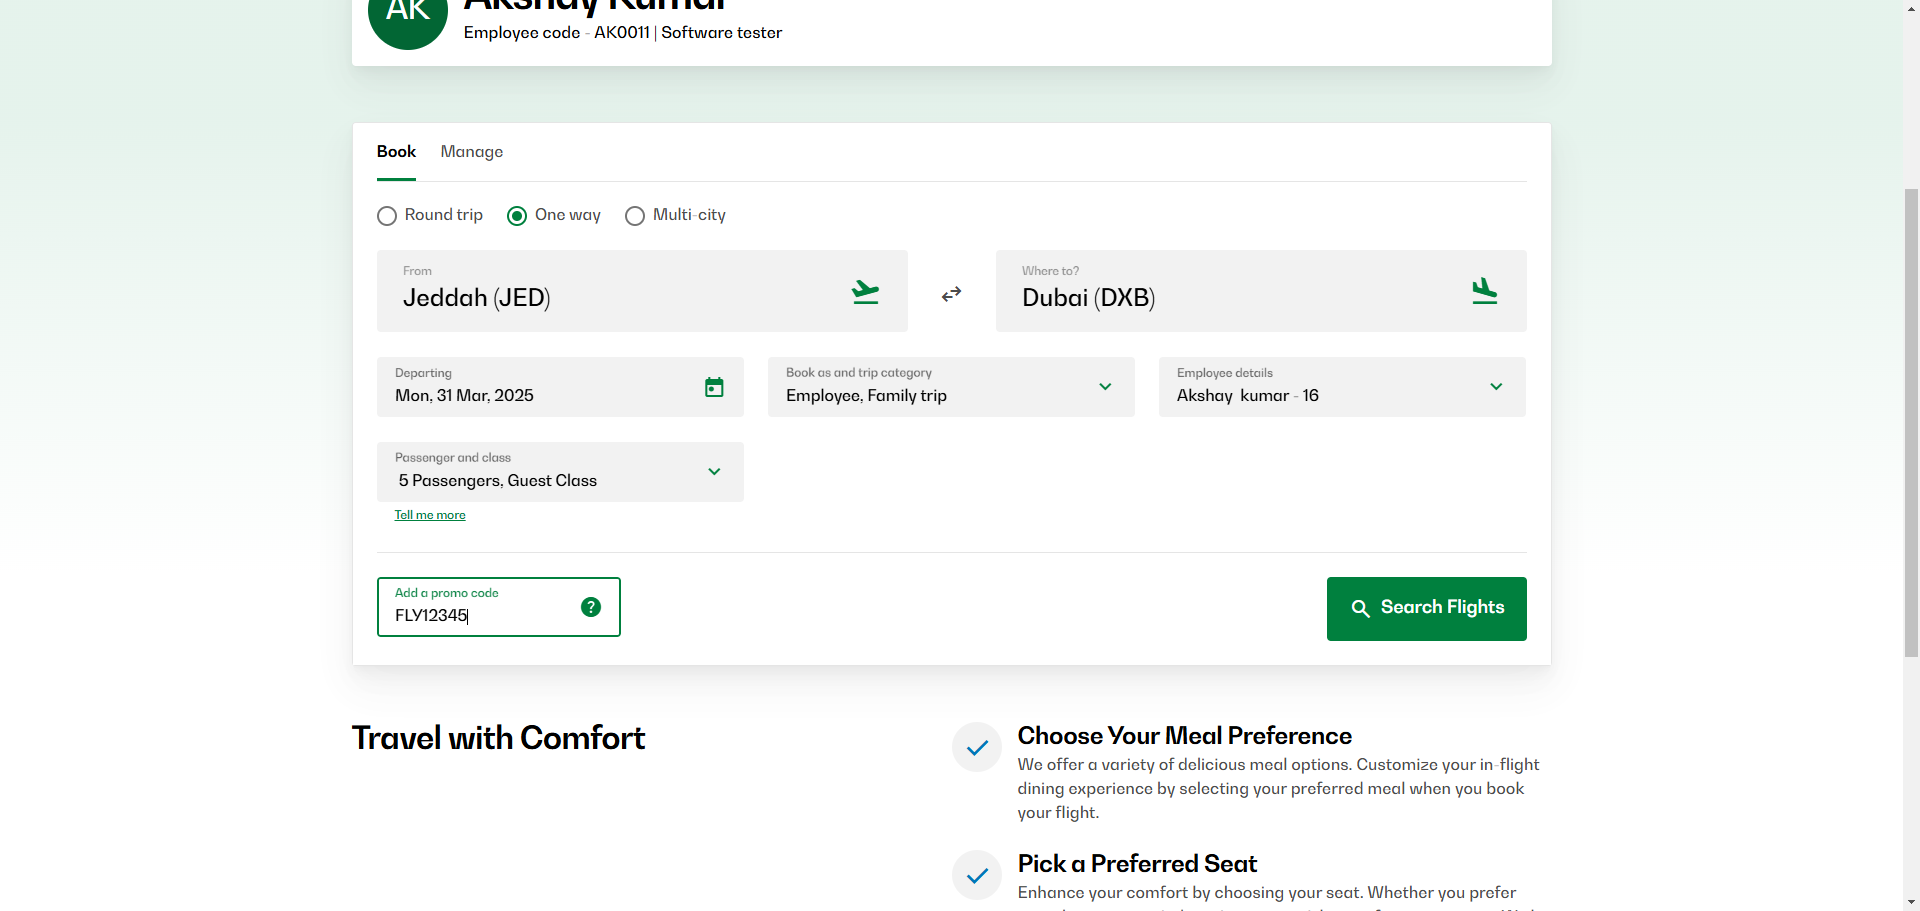 AK
Akshay Kumar
Employee code - AK0011 | Software tester
Book
Manage
Round trip
One way
Multi-city
From
Jeddah (JED)
Where to?
Dubai (DXB)
Departing
Mon, 31 Mar, 2025
Book as and trip category
Employee, Family trip
Employee details
Akshay  kumar - 16
Passenger and class
5 Passengers, Guest Class
Tell me more
Add a promo code
FLY12345
?
Search Flights
Travel with Comfort
Choose Your Meal Preference
We offer a variety of delicious meal options. Customize your in-flight
dining experience by selecting your preferred meal when you book
your flight.
Pick a Preferred Seat
Enhance your comfort by choosing your seat. Whether you prefer